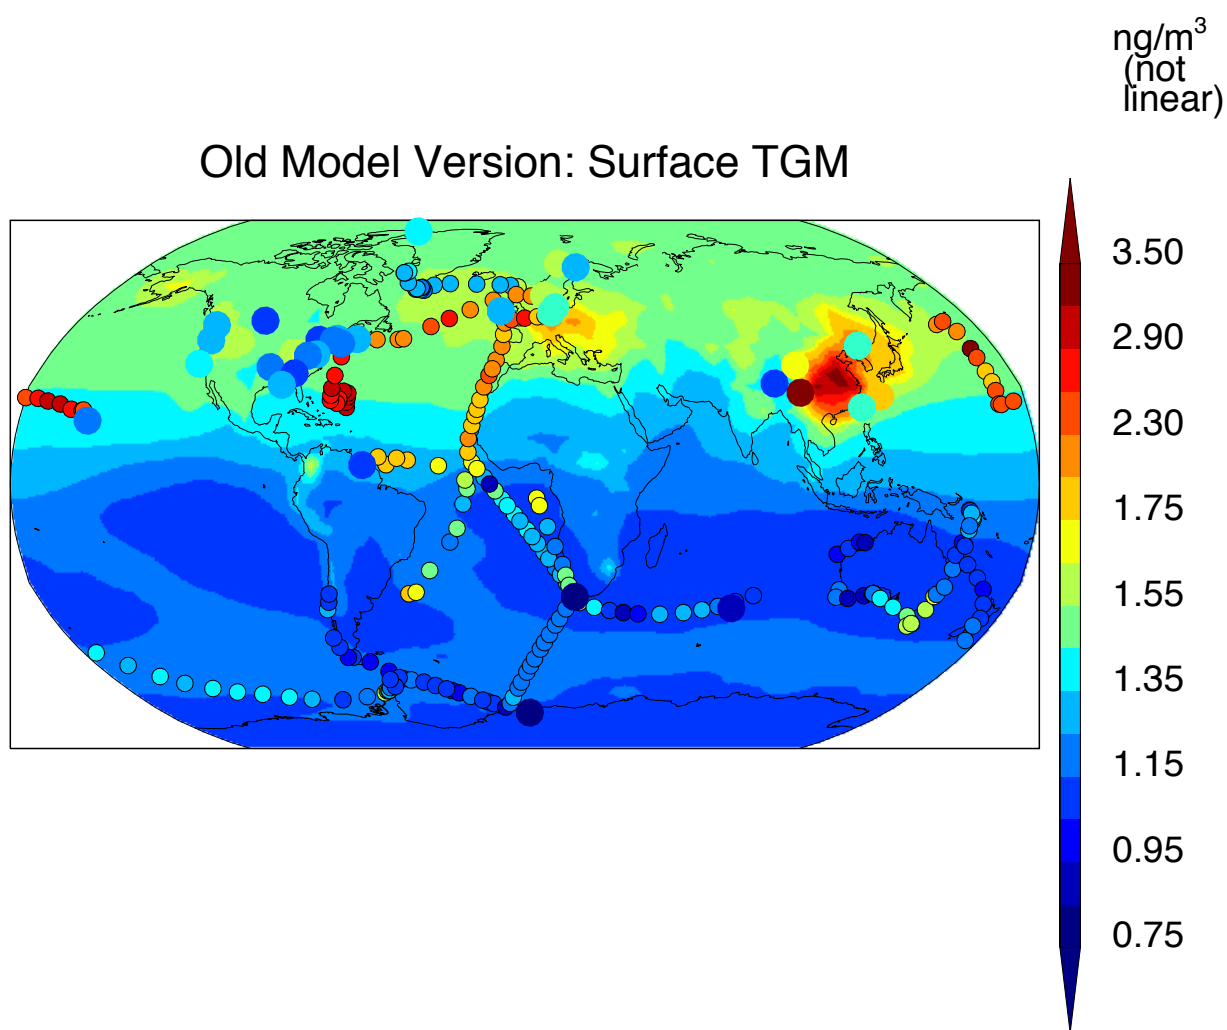 ng/m³
(not
linear)
Old Model Version: Surface TGM
3.50
2.90
2.30
1.75
1.55
1.35
1.15
0.95
0.75